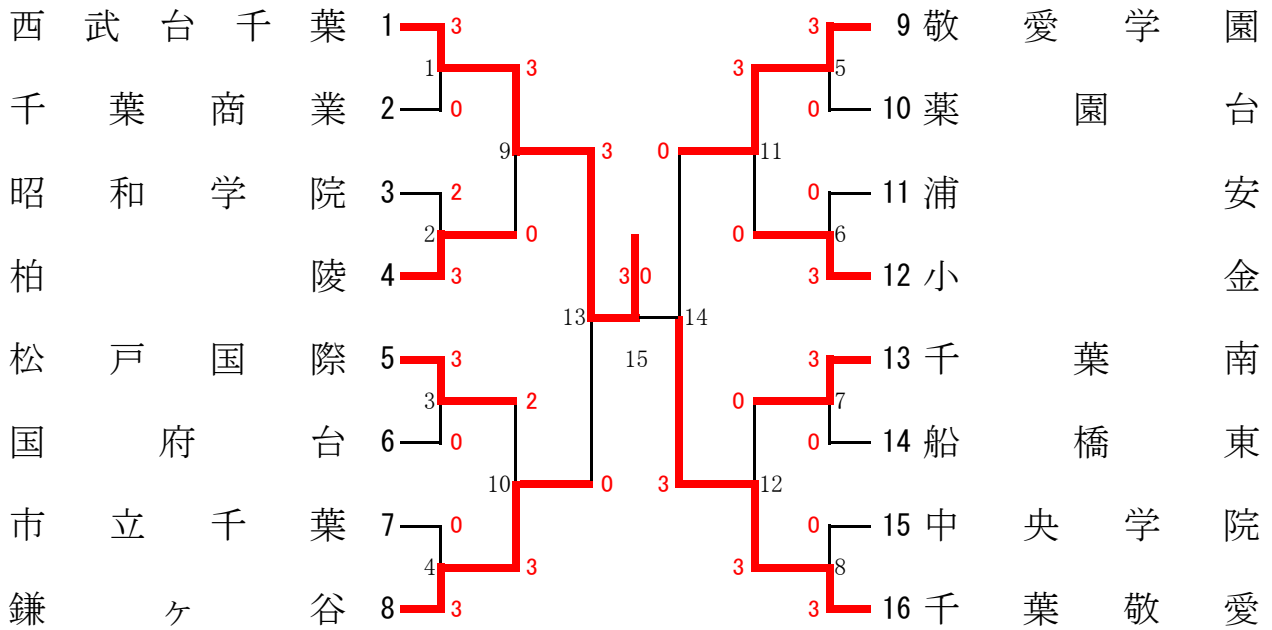 西武台千葉 1 3 3 9 敬愛学園
1 3 3 5
千葉商業 2 0 0 10 薬園台
9 3 0 11
昭和学院 3 2 0 11 浦安
2 0 0 6
柏陵 4 3 3 0 3 12 小金
13 14
松戸国際 5 3 15 3 13 千葉南
3 2 0 7
国府台 6 0 0 14 船橋東
10 0 3 12
市立千葉 7 0 0 15 中央学院
4 3 3 8
鎌ヶ谷 8 3 3 16 千葉敬愛